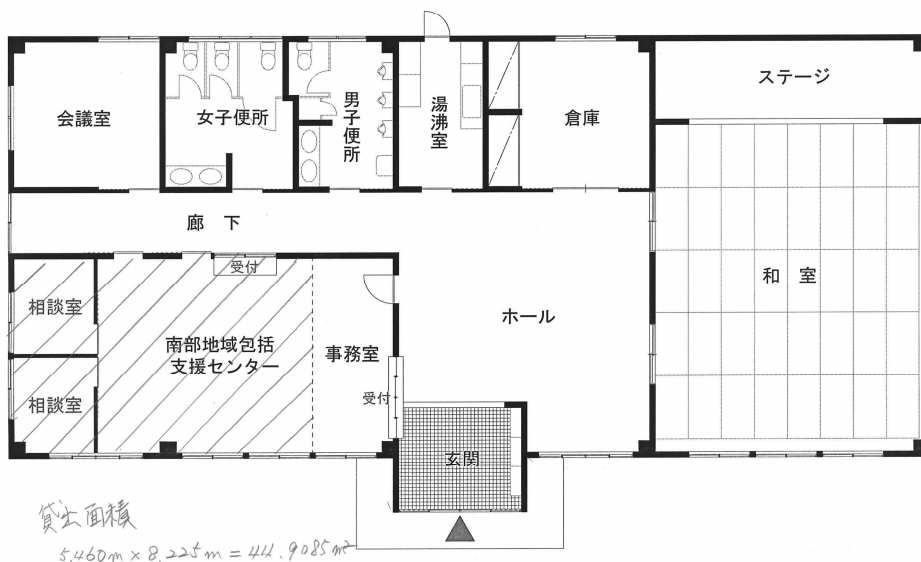 会議室
女子便所
男子便所
湯沸室
倉庫
ステージ
廊 下
受付
相談室
相談室
南部地域包括
支援センター
事務室
受付
ホール
和 室
玄関
貸出面積
5.460m×8.225m=44.9085㎡